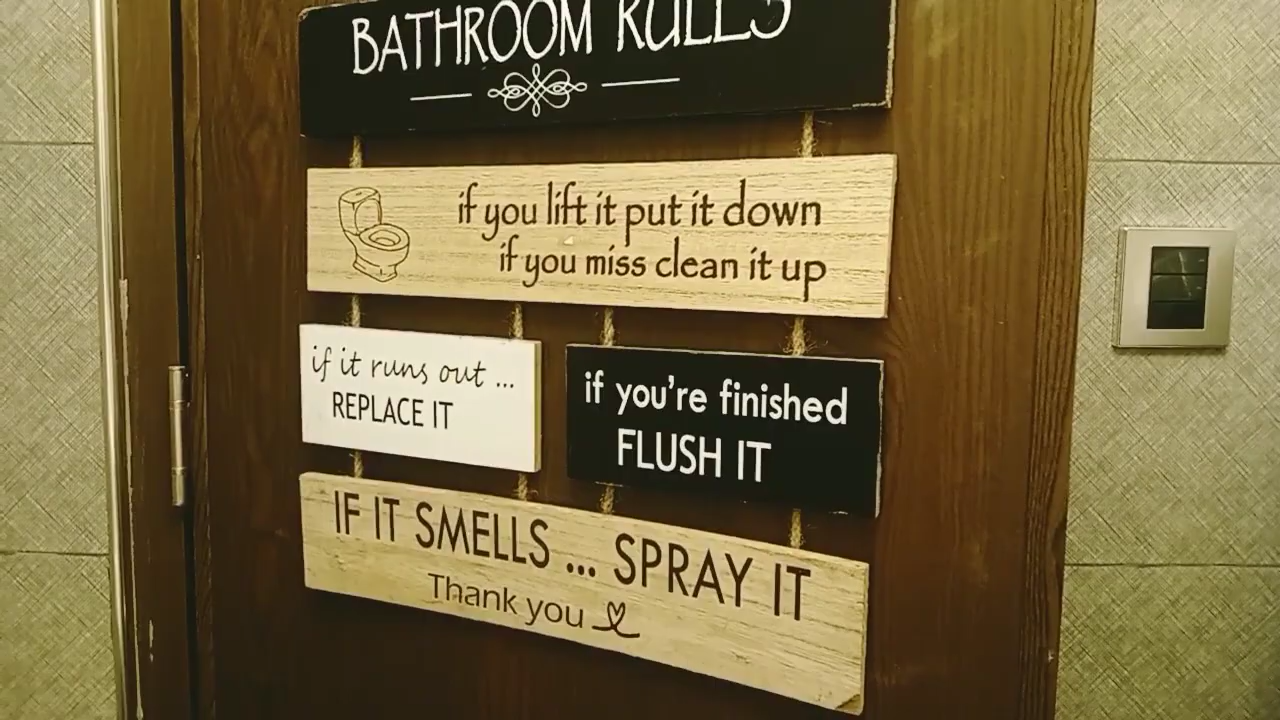 BATHROOM RULES
if you lift it put it down
if you miss clean it up
if it runs out ...
REPLACE IT
if you're finished
FLUSH IT
IF IT SMELLS ... SPRAY IT
Thank you